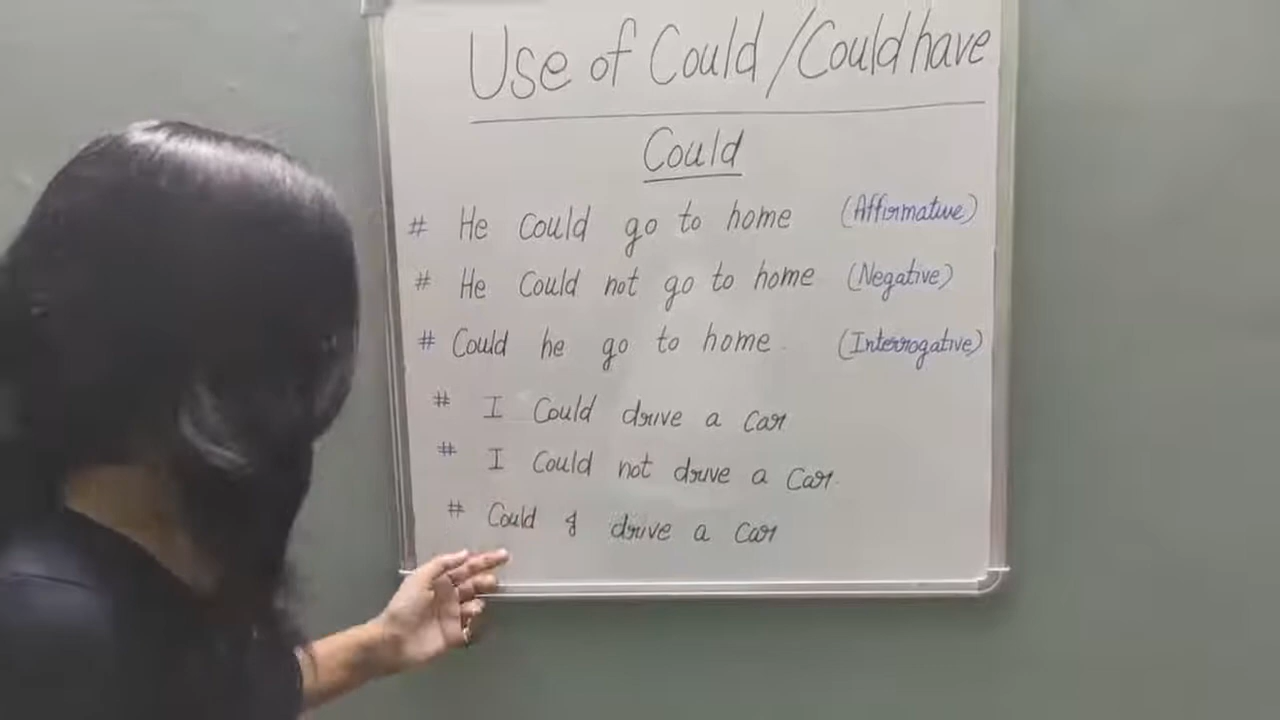 Use of Could / Could have
Could
# He Could go to home (Affirmative)
# He Could not go to home (Negative)
# Could he go to home. (Interrogative)
# I Could drive a Car
# I Could not drive a Car.
# Could I drive a Car